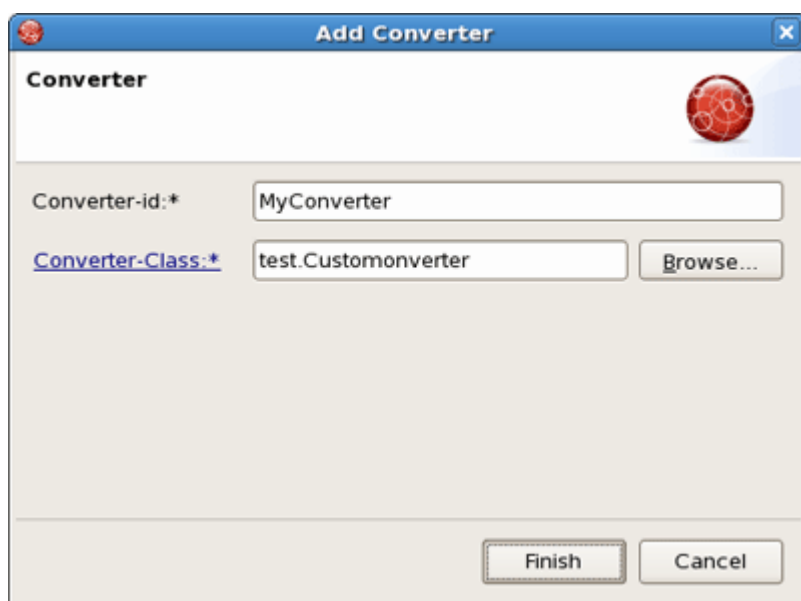 Add Converter
Converter
Converter-id:* MyConverter
Converter-Class:* test.Customonverter Browse...
Finish Cancel